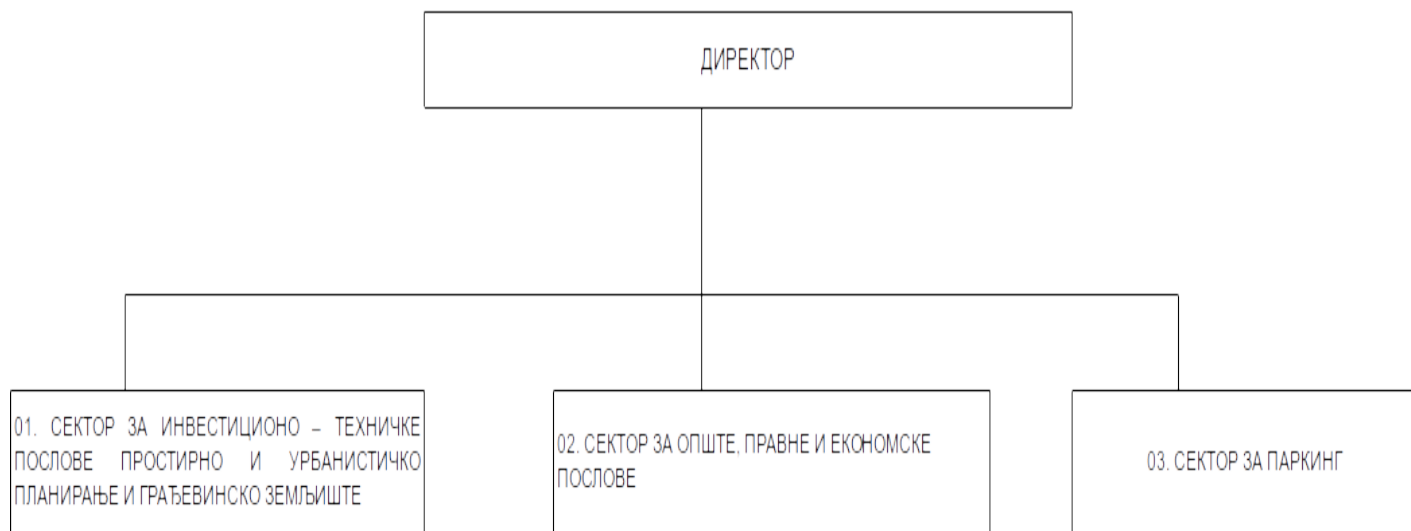 ДИРЕКТОР
01. СЕКТОР ЗА ИНВЕСТИЦИОНО – ТЕХНИЧКЕ
ПОСЛОВЕ ПРОСТИРНО И УРБАНИСТИЧКО
ПЛАНИРАЊЕ И ГРАЂЕВИНСКО ЗЕМЉИШТЕ
02. СЕКТОР ЗА ОПШТЕ, ПРАВНЕ И ЕКОНОМСКЕ
ПОСЛОВЕ
03. СЕКТОР ЗА ПАРКИНГ